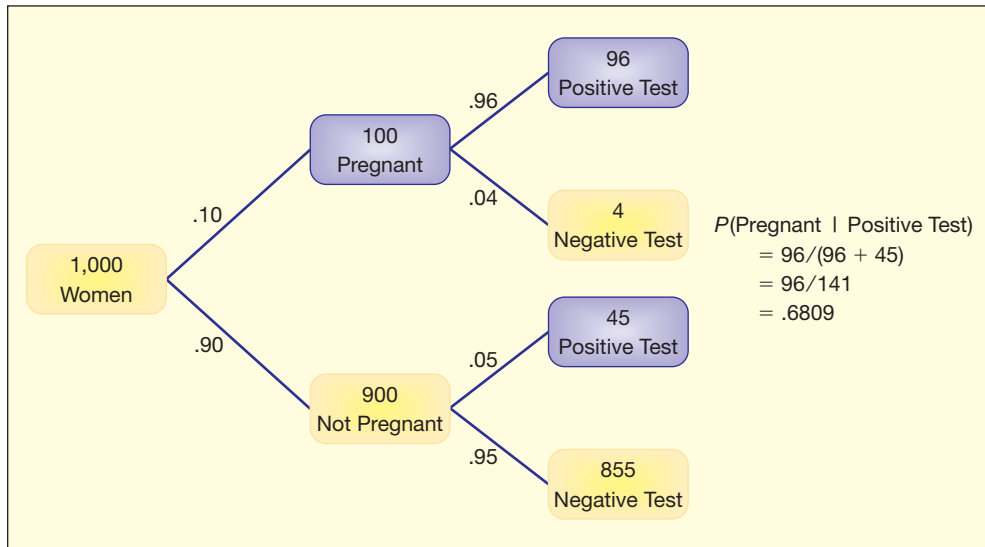 96
Positive Test
.96
100
Pregnant
.04
.10
4
Negative Test
P(Pregnant | Positive Test)
= 96/(96 + 45)
= 96/141
= .6809
1,000
Women
45
Positive Test
.90
.05
900
Not Pregnant
.95
855
Negative Test